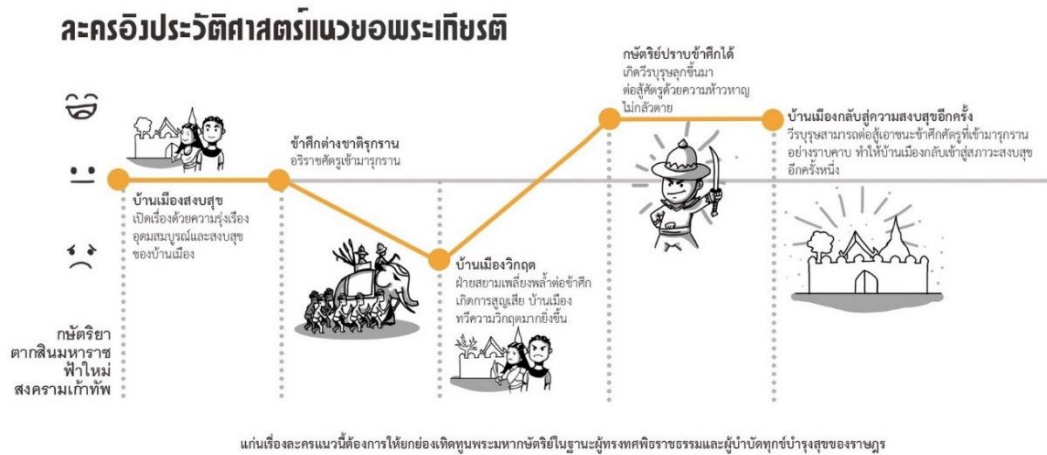 ละครอิงประวัติศาสตร์แนวยอพระเกียรติ
บ้านเมืองสงบสุข
เปิดเรื่องด้วยความรุ่งเรือง
อุดมสมบูรณ์และสงบสุข
ของบ้านเมือง
ข้าศึกต่างชาติรุกราน
อริราชศัตรูเข้ามารุกราน
บ้านเมืองวิกฤต
ฝ่ายสยามเพลี่ยงพล้ำต่อข้าศึก
เกิดการสูญเสีย บ้านเมือง
ทวีความวิกฤตมากยิ่งขึ้น
กษัตริย์ปราบข้าศึกได้
เกิดวีรบุรุษลุกขึ้นมา
ต่อสู้ศัตรูด้วยความห้าวหาญ
ไม่กลัวตาย
บ้านเมืองกลับสู่ความสงบสุขอีกครั้ง
วีรบุรุษสามารถต่อสู้เอาชนะข้าศึกศัตรูที่เข้ามารุกราน
อย่างราบคาบ ทำให้บ้านเมืองกลับเข้าสู่สภาวะสงบสุข
อีกครั้งหนึ่ง
กษัตริยา
ตากสินมหาราช
ฟ้าใหม่
สงครามเก้าทัพ
แก่นเรื่องละครแนวนี้ต้องการให้ยกย่องเทิดทูนพระมหากษัตริย์ในฐานะผู้ทรงทศพิธราชธรรมและผู้บำบัดทุกข์บำรุงสุขของราษฎร